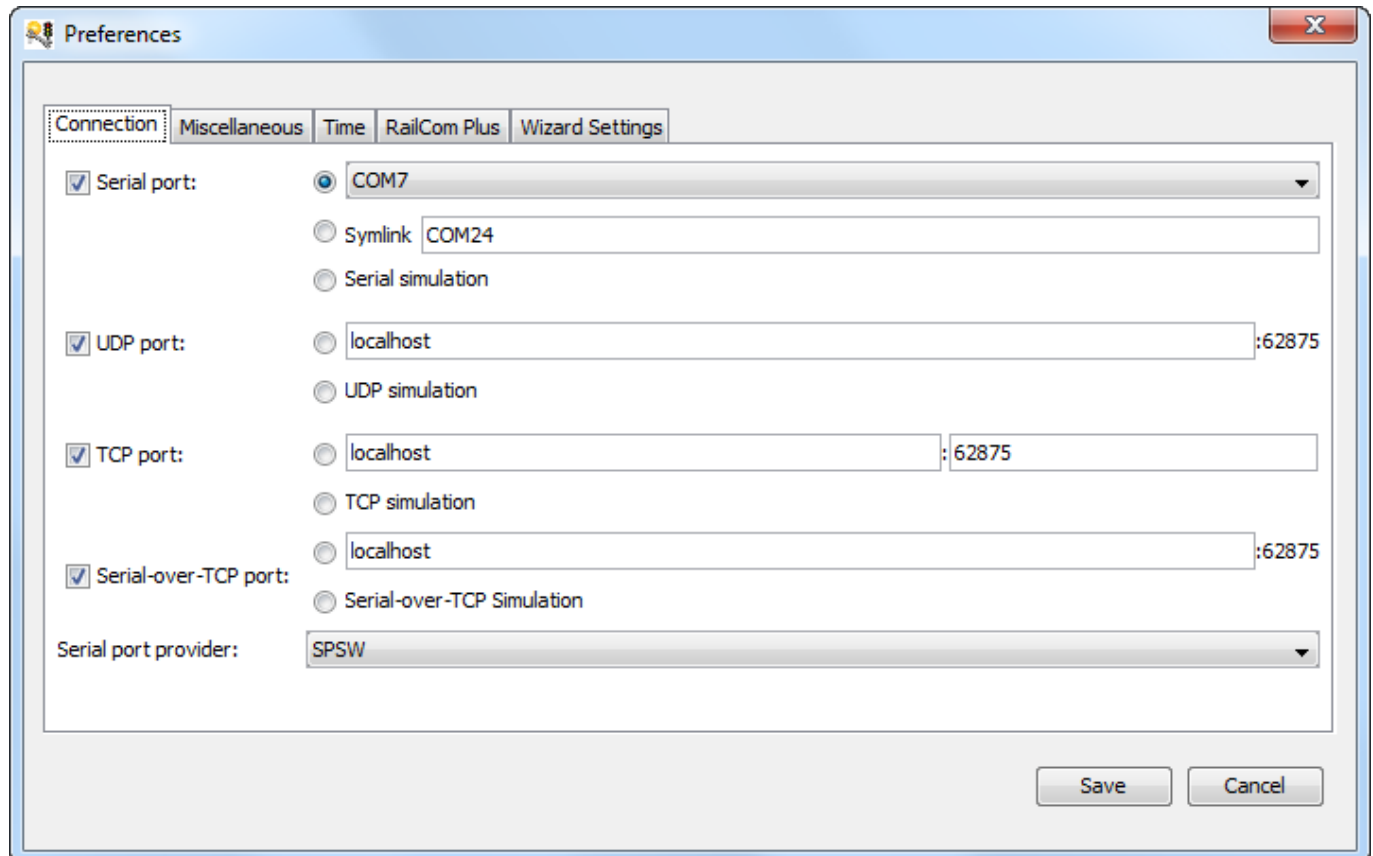 Preferences
Connection Miscellaneous Time RailCom Plus Wizard Settings
Serial port: COM7
Symlink COM24
Serial simulation
UDP port: localhost :62875
UDP simulation
TCP port: localhost : 62875
TCP simulation
localhost :62875
Serial-over-TCP port:
Serial-over-TCP Simulation
Serial port provider: SPSW
Save Cancel